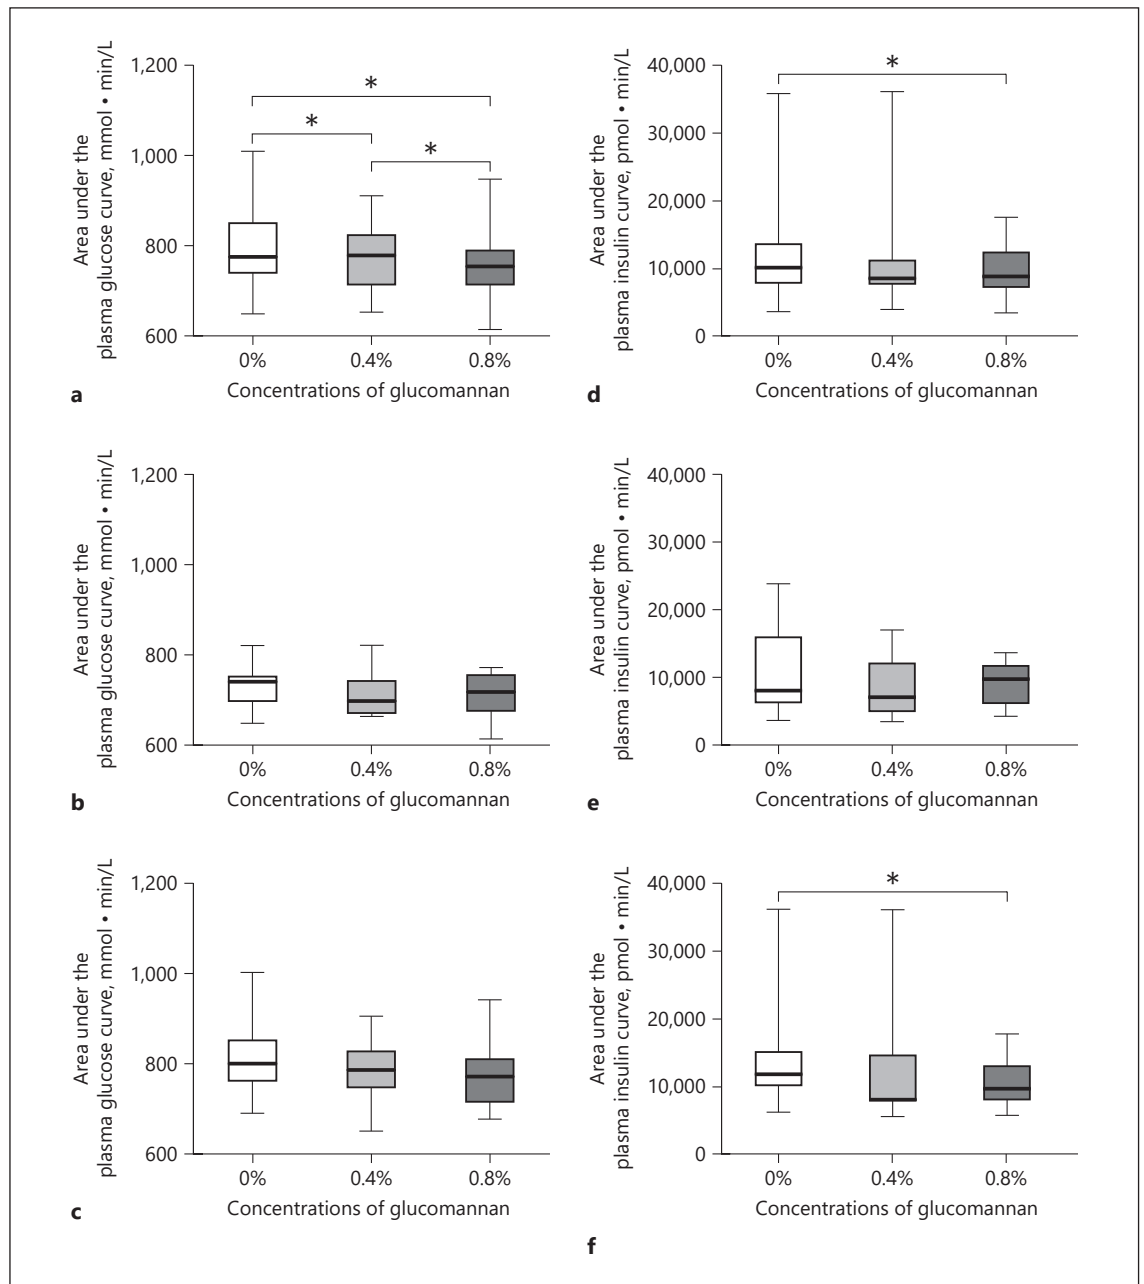 Area under the
plasma glucose curve, mmol • min/L
1,200
1,000
800
600
*
*
*
0% 0.4% 0.8%
Concentrations of glucomannan
a
Area under the
plasma insulin curve, pmol • min/L
40,000
30,000
20,000
10,000
0
*
0% 0.4% 0.8%
Concentrations of glucomannan
d
Area under the
plasma glucose curve, mmol • min/L
1,200
1,000
800
600
0% 0.4% 0.8%
Concentrations of glucomannan
b
Area under the
plasma insulin curve, pmol • min/L
40,000
30,000
20,000
10,000
0
0% 0.4% 0.8%
Concentrations of glucomannan
e
Area under the
plasma glucose curve, mmol • min/L
1,200
1,000
800
600
0% 0.4% 0.8%
Concentrations of glucomannan
c
Area under the
plasma insulin curve, pmol • min/L
40,000
30,000
20,000
10,000
0
*
0% 0.4% 0.8%
Concentrations of glucomannan
f